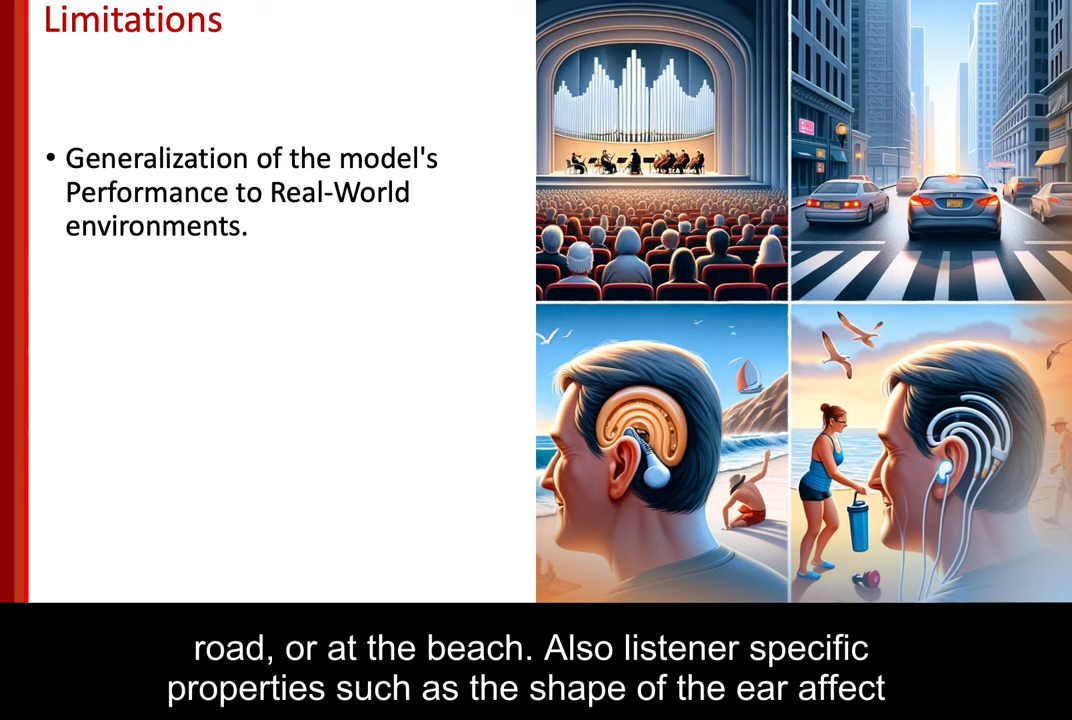 Limitations
• Generalization of the model's
Performance to Real-World
environments.
road, or at the beach. Also listener specific
properties such as the shape of the ear affect